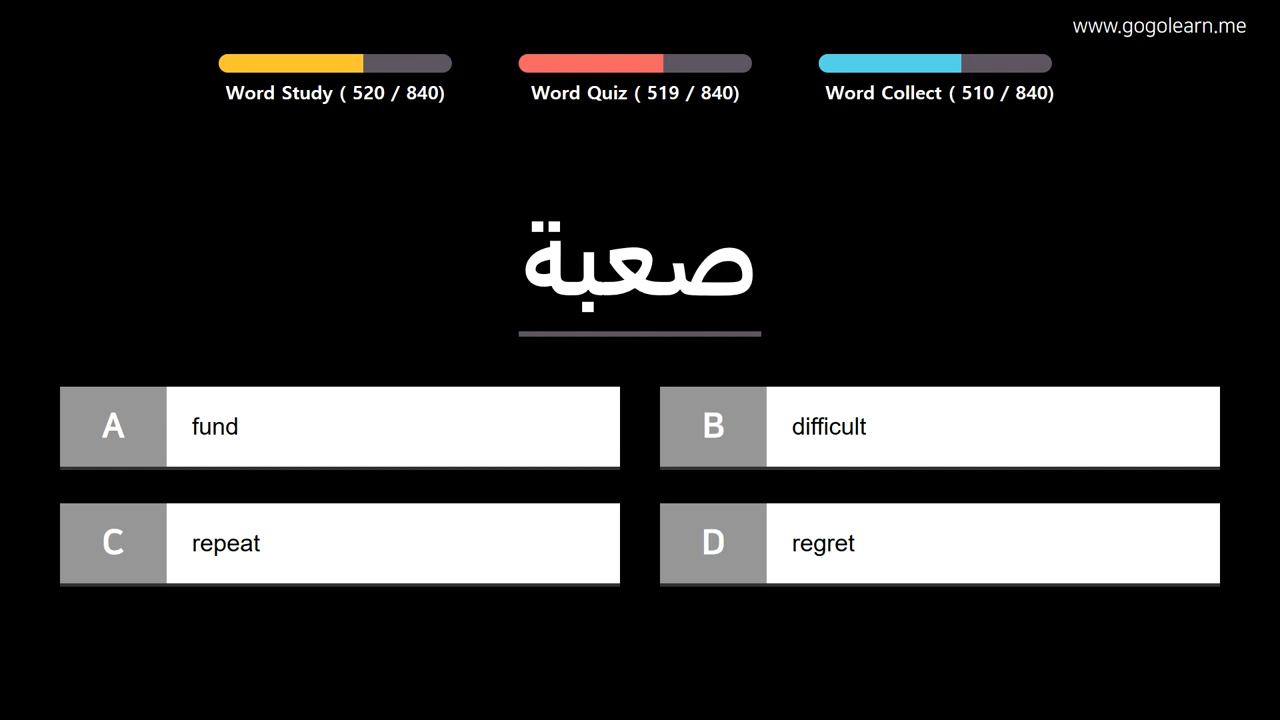 www.gogolearn.me
Word Study ( 520 / 840)
Word Quiz ( 519 / 840)
Word Collect ( 510 / 840)
صعبة
A fund
B difficult
C repeat
D regret